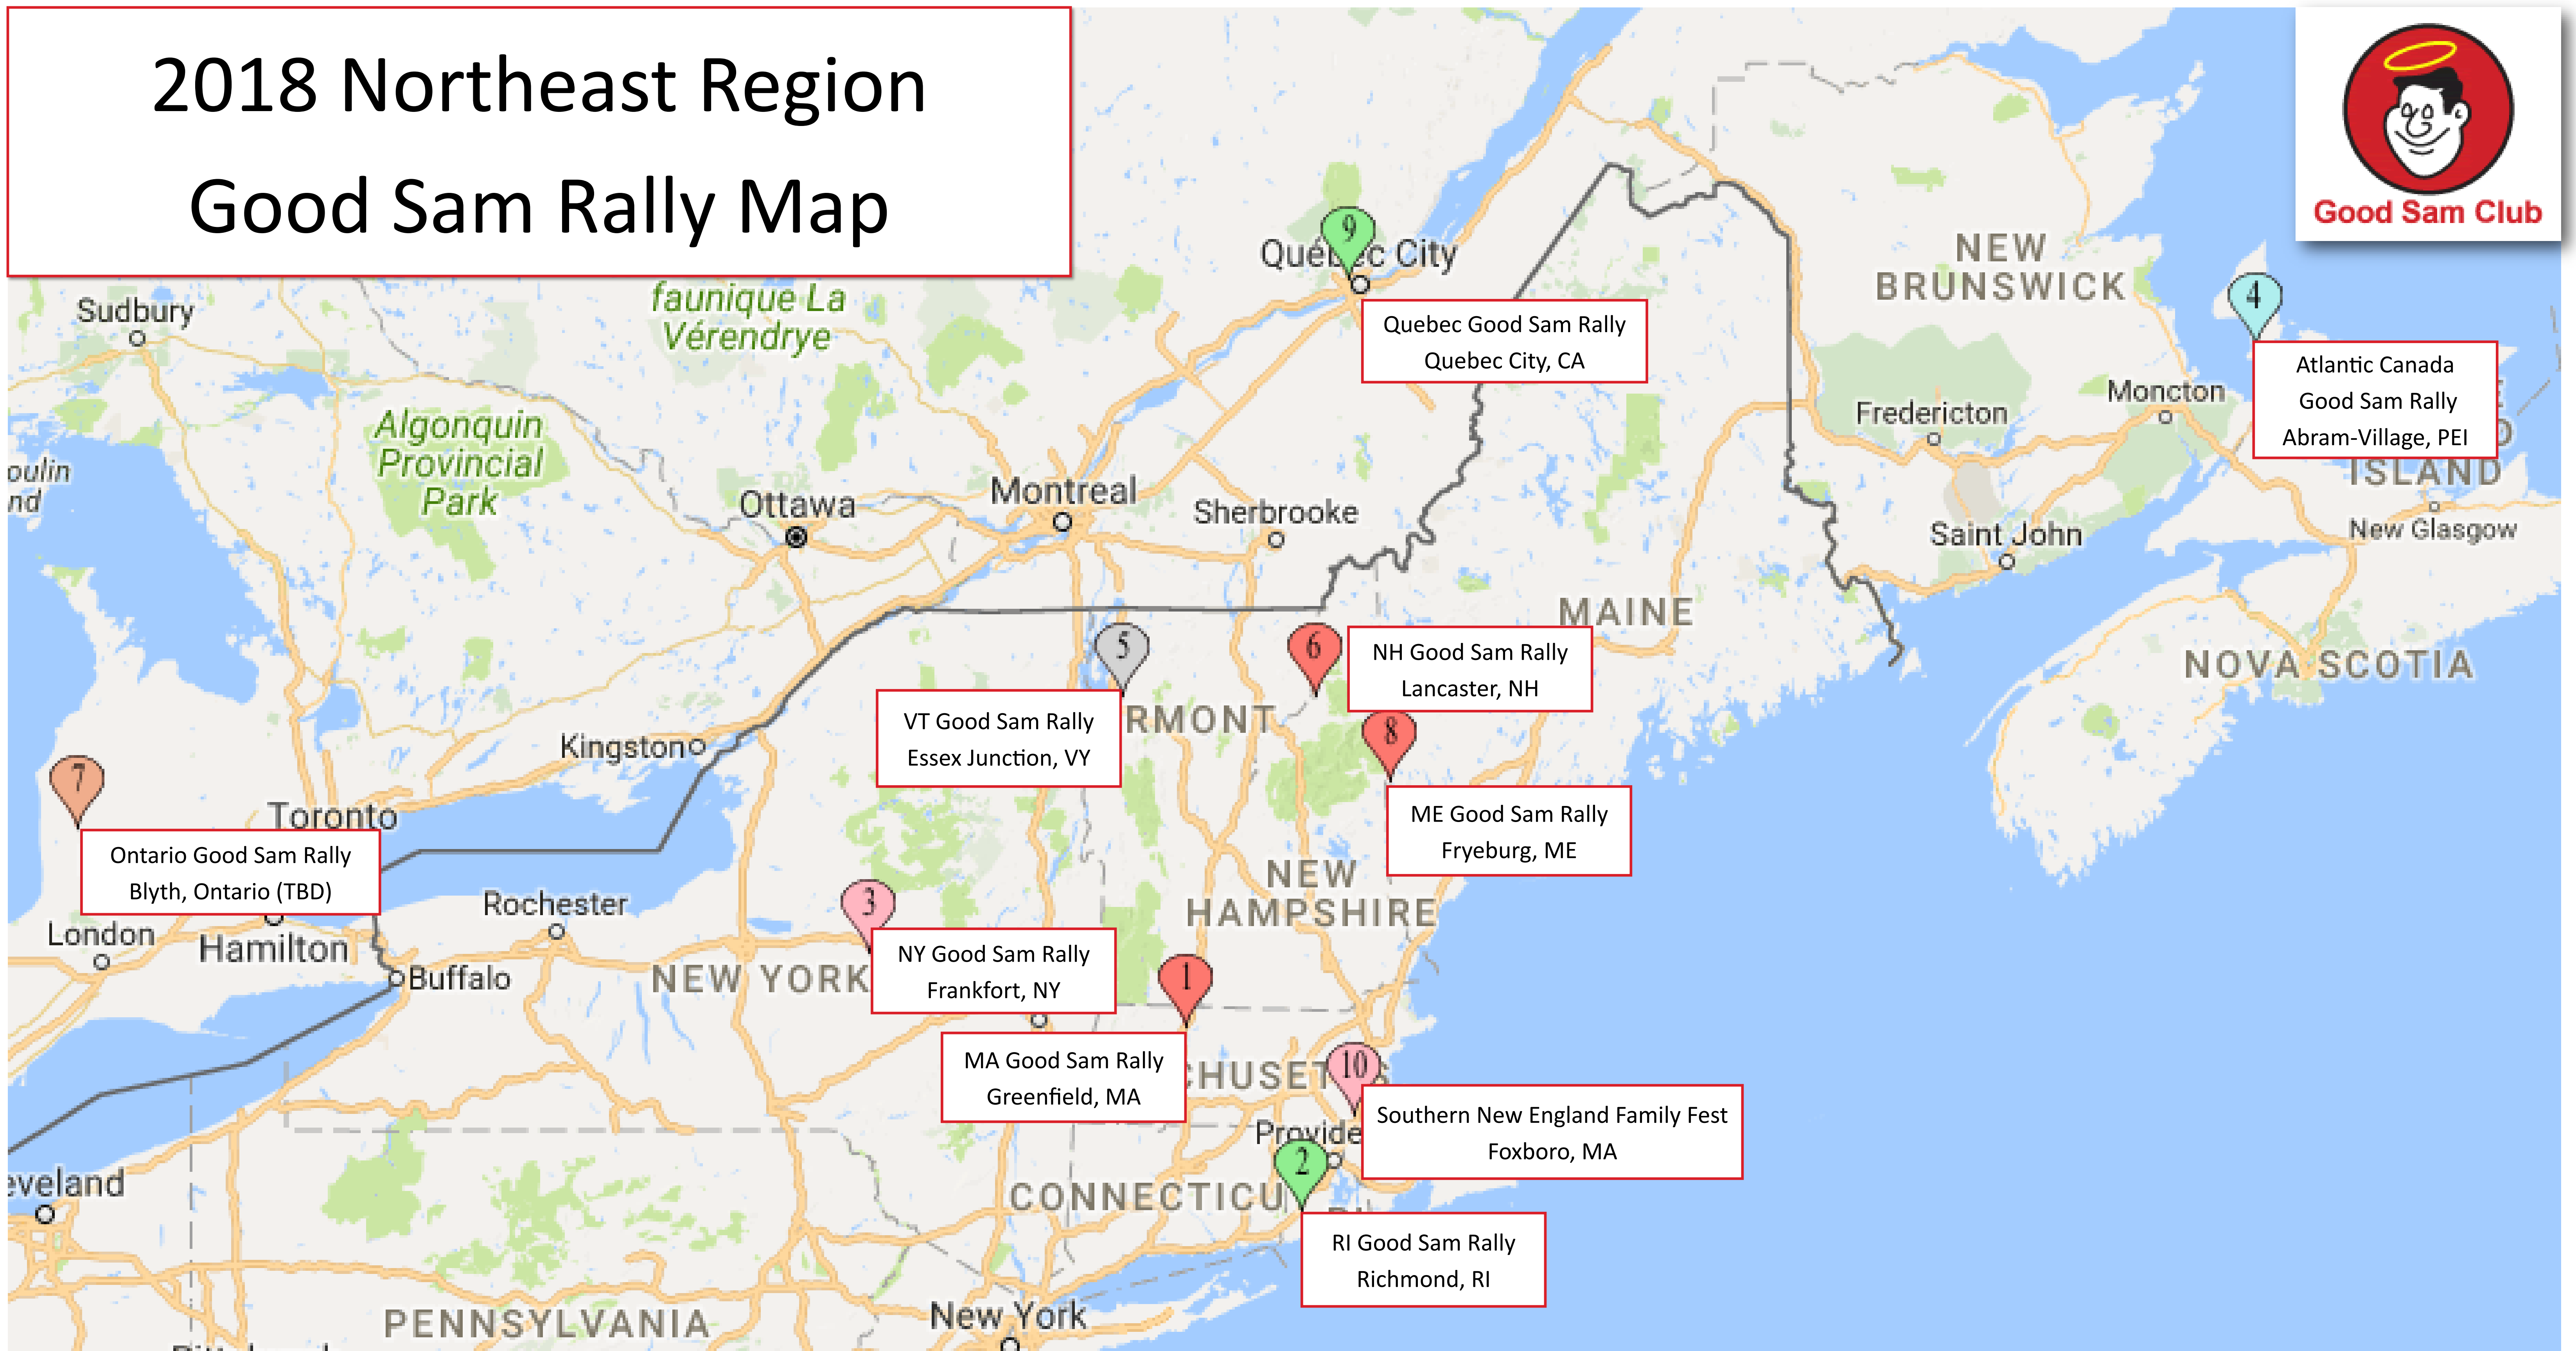 2018 Northeast Region
Good Sam Rally Map
Good Sam Club
9
Québec City
Quebec Good Sam Rally
Quebec City, CA
NEW
BRUNSWICK
4
Atlantic Canada
Good Sam Rally
Abram-Village, PEI
ISLAND
New Glasgow
Sudbury
faunique La
Vérendrye
Algonquin
Provincial
Park
oulin
nd
Ottawa
Montreal
Sherbrooke
Fredericton
Moncton
Saint John
MAINE
NOVA SCOTIA
5
VT Good Sam Rally
Essex Junction, VY
RMONT
6
NH Good Sam Rally
Lancaster, NH
8
ME Good Sam Rally
Fryeburg, ME
Kingston
7
Toronto
Ontario Good Sam Rally
Blyth, Ontario (TBD)
London
Hamilton
Rochester
Buffalo
3
NEW YORK
NY Good Sam Rally
Frankfort, NY
NEW
HAMPSHIRE
1
MA Good Sam Rally
Greenfield, MA
CHUSETTS
10
Southern New England Family Fest
Foxboro, MA
Provide
2
CONNECTICU
RI Good Sam Rally
Richmond, RI
eveland
PENNSYLVANIA
New York